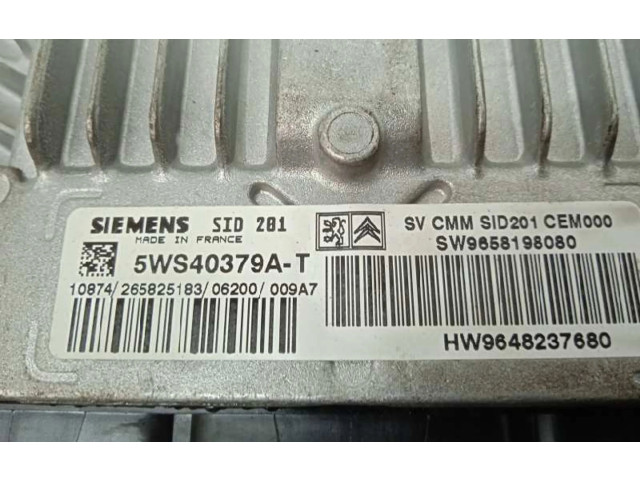 SIEMENS SID 201
MADE IN FRANCE
5WS40379A-T
10874/265825183/06200/009A7
SV CMM SID201 CEM000
SW9658198080
HW9648237680